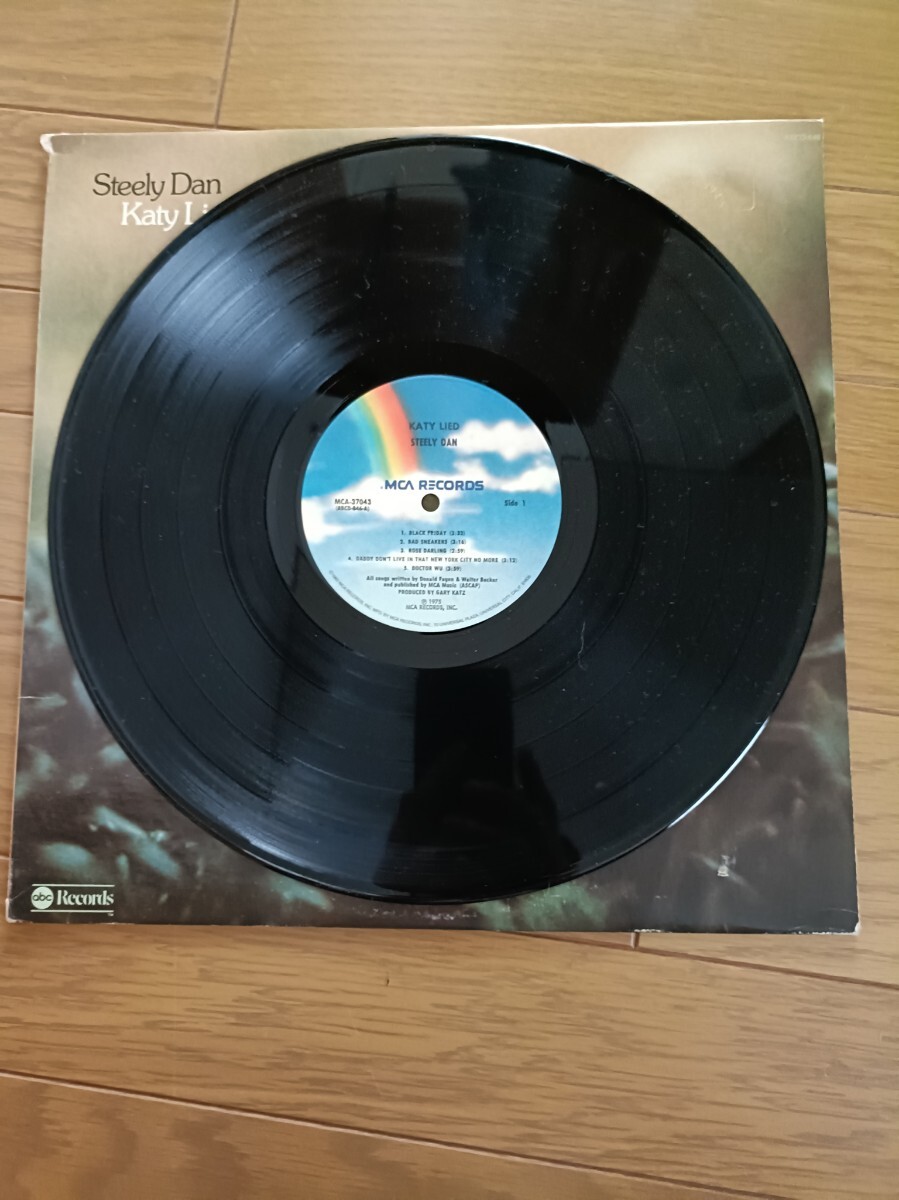 Steely Dan
Katy Li
KATY LIED
STEELY DAN
MCA RECORDS
MCA-37043
Side 1
1. BLACK FRIDAY (3:33)
2. BAD SNEAKERS (3:16)
3. ROSE DARLING (2:59)
4. DADDY DON'T LIVE IN THAT NEW YORK CITY NO MORE (3:12)
5. DOCTOR WU (3:59)
All songs written by Donald Fagen & Walter Becker
and published by MCA Music (ASCAP)
PRODUCED BY GARY KATZ
℗ 1975
MCA RECORDS, INC.
abc Records